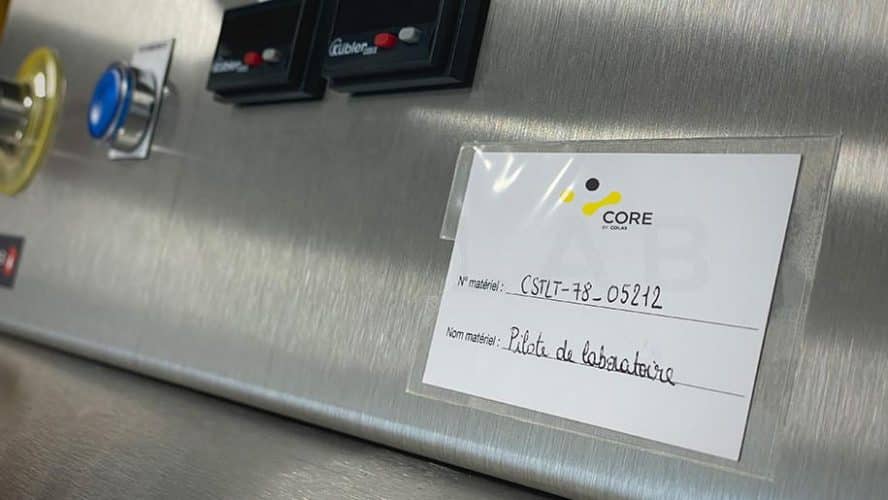 Kübler
Kübler
CORE
BY COLAS
N° matériel : CSTLT-78_05212
Nom matériel : Pilote de laboratoire